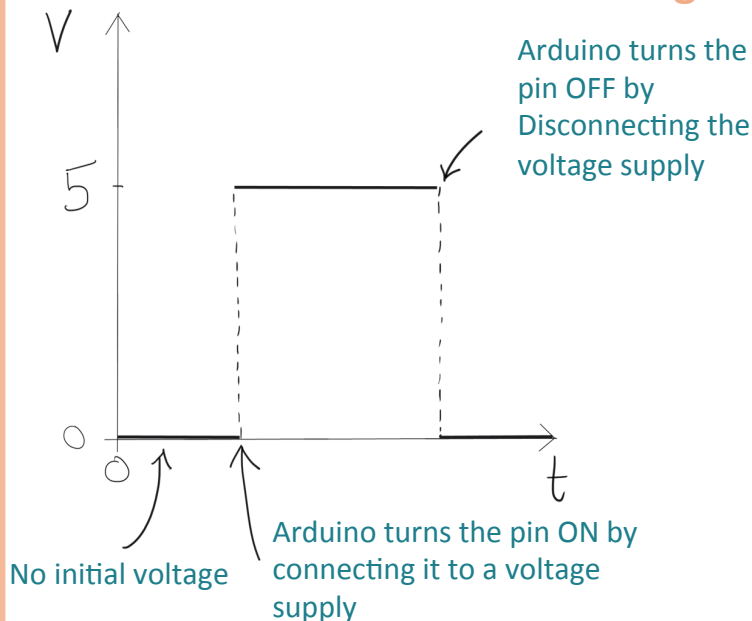 V
Arduino turns the
pin OFF by
Disconnecting the
voltage supply
5
0
0
t
No initial voltage
Arduino turns the pin ON by
connecting it to a voltage
supply